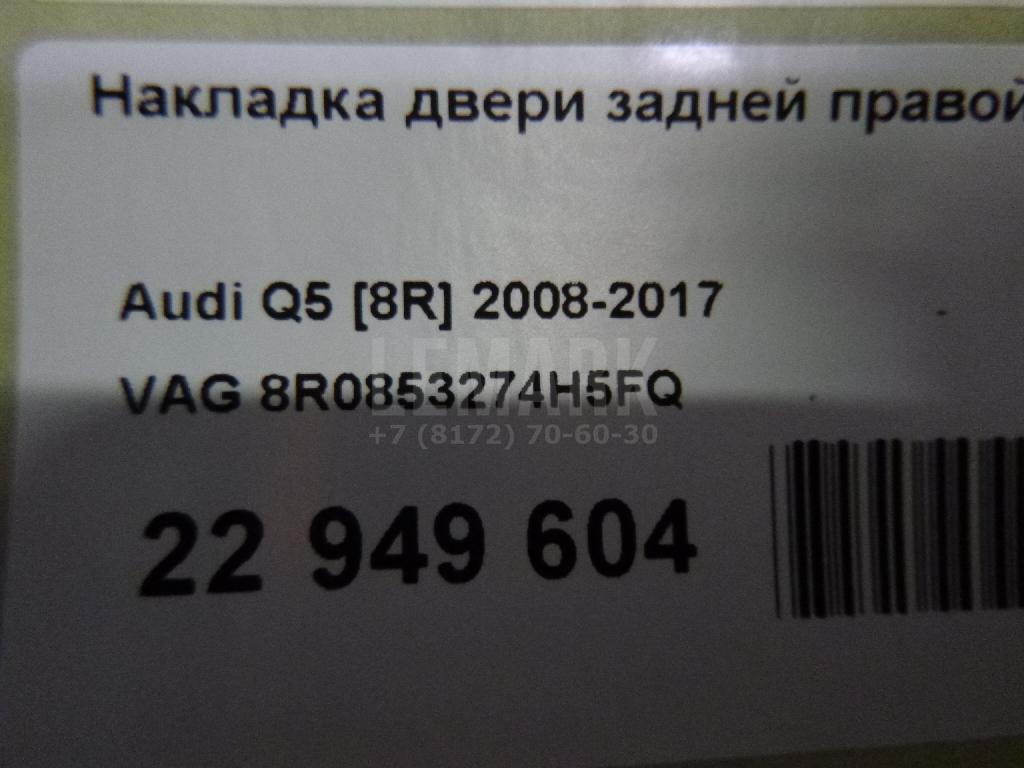 Накладка двери задней правой
Audi Q5 [8R] 2008-2017
LEMARK
VAG 8R0853274H5FQ
+7 (8172) 70-60-30
22 949 604